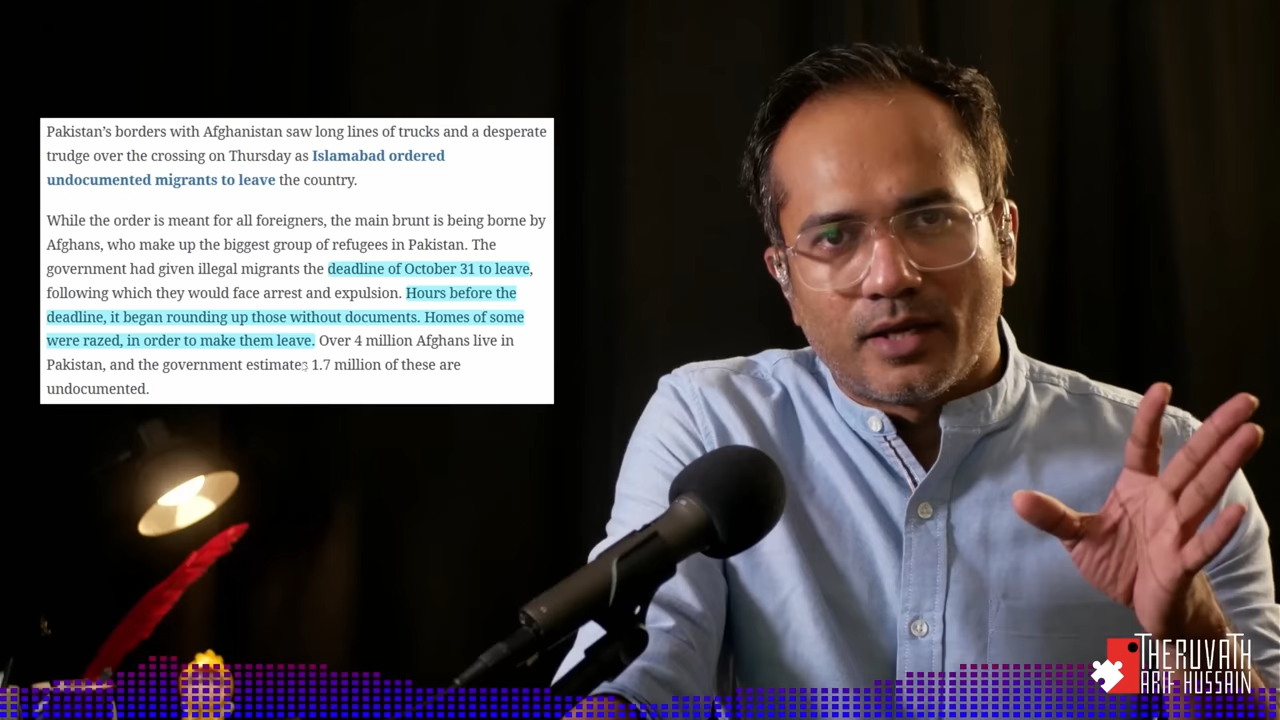 Pakistan’s borders with Afghanistan saw long lines of trucks and a desperate
trudge over the crossing on Thursday as Islamabad ordered
undocumented migrants to leave the country.
While the order is meant for all foreigners, the main brunt is being borne by
Afghans, who make up the biggest group of refugees in Pakistan. The
government had given illegal migrants the deadline of October 31 to leave,
following which they would face arrest and expulsion. Hours before the
deadline, it began rounding up those without documents. Homes of some
were razed, in order to make them leave. Over 4 million Afghans live in
Pakistan, and the government estimates 1.7 million of these are
undocumented.
THERUVATH
ARIF HUSSAIN